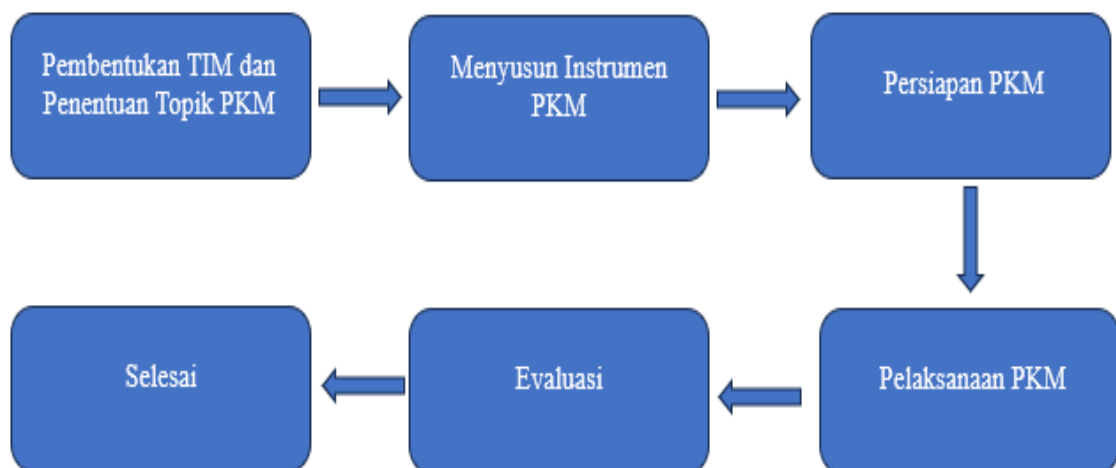 Pembentukan TIM dan
Penentuan Topik PKM
Menyusun Instrumen
PKM
Persiapan PKM
Pelaksanaan PKM
Evaluasi
Selesai